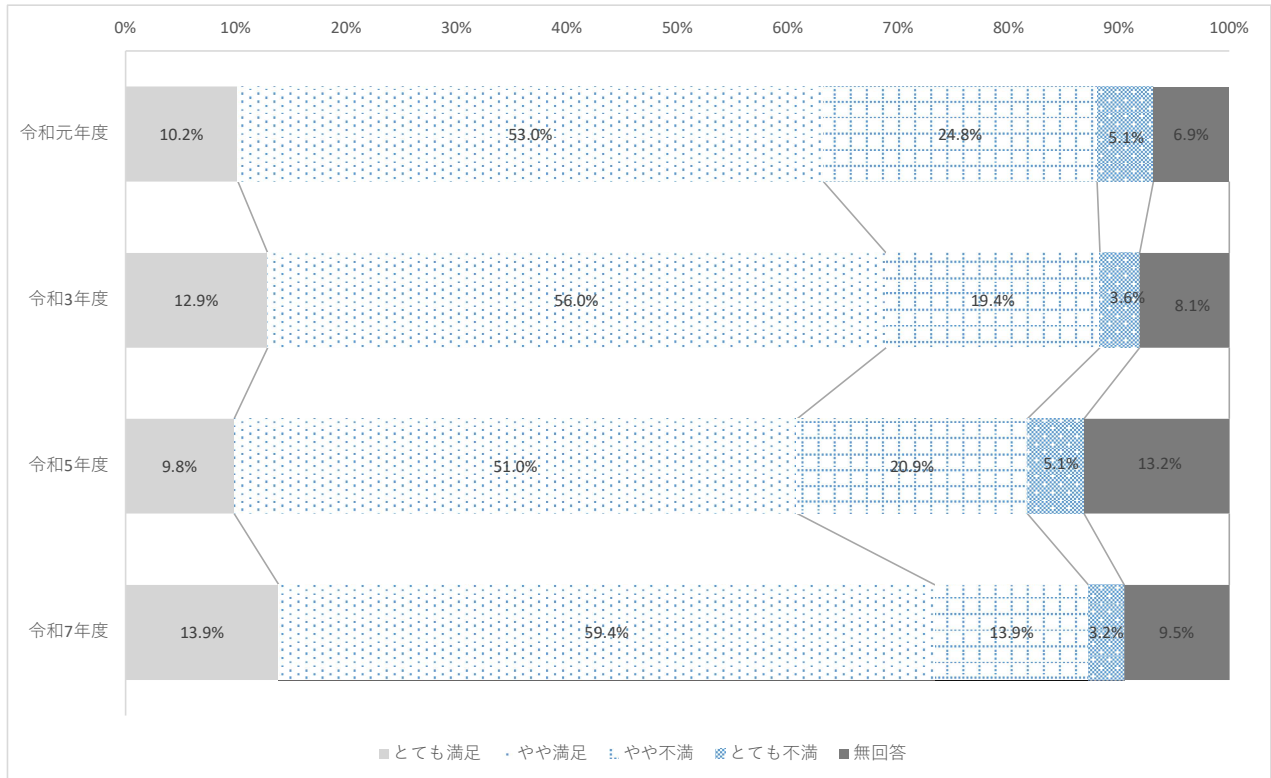 0% 10% 20% 30% 40% 50% 60% 70% 80% 90% 100%
令和元年度 10.2% 53.0% 24.8% 5.1% 6.9%
令和3年度 12.9% 56.0% 19.4% 3.6% 8.1%
令和5年度 9.8% 51.0% 20.9% 5.1% 13.2%
令和7年度 13.9% 59.4% 13.9% 3.2% 9.5%
とても満足 やや満足 やや不満 とても不満 無回答